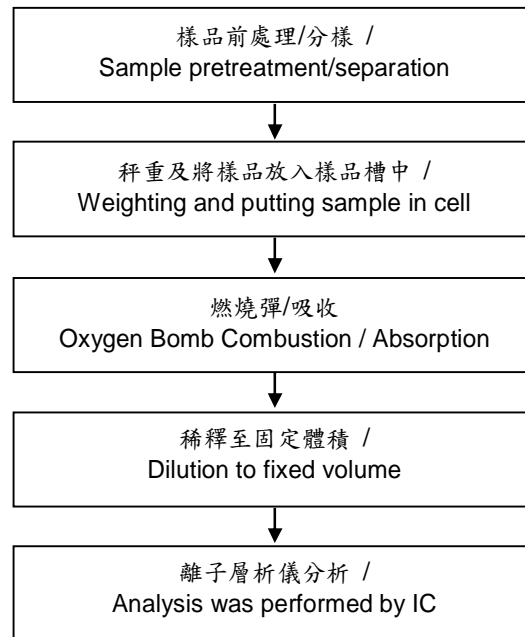 樣品前處理/分樣 /
Sample pretreatment/separation
秤重及將樣品放入樣品槽中 /
Weighting and putting sample in cell
燃燒彈/吸收
Oxygen Bomb Combustion / Absorption
稀釋至固定體積 /
Dilution to fixed volume
離子層析儀分析 /
Analysis was performed by IC